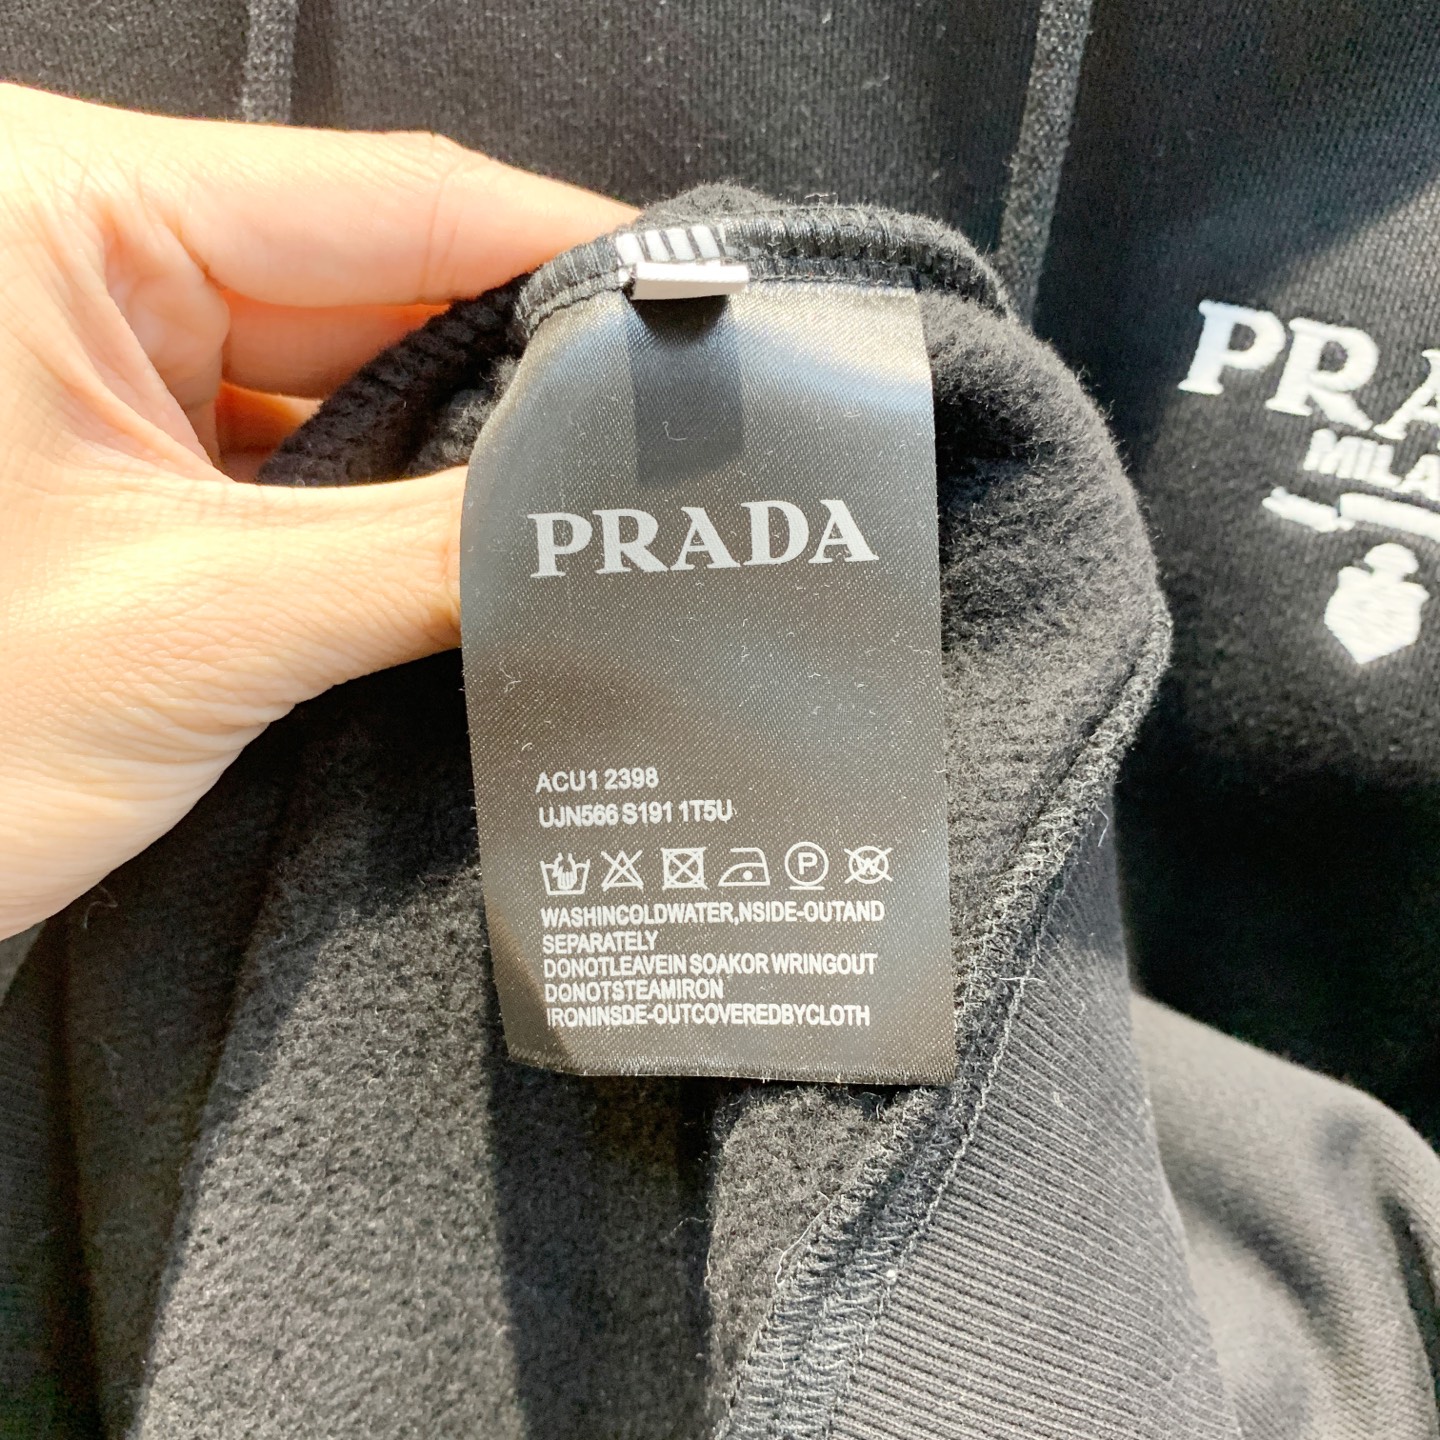 PRADA
ACU1 2398
UJN566 S191 1T5U
P
W
WASHINCOLDWATER,NSIDE-OUTAND
SEPARATELY
DONOTLEAVEIN SOAKOR WRINGOUT
DONOTSTEAMIRON
IRONINSDE-OUTCOVEREDBYCLOTH
PRA
MILA